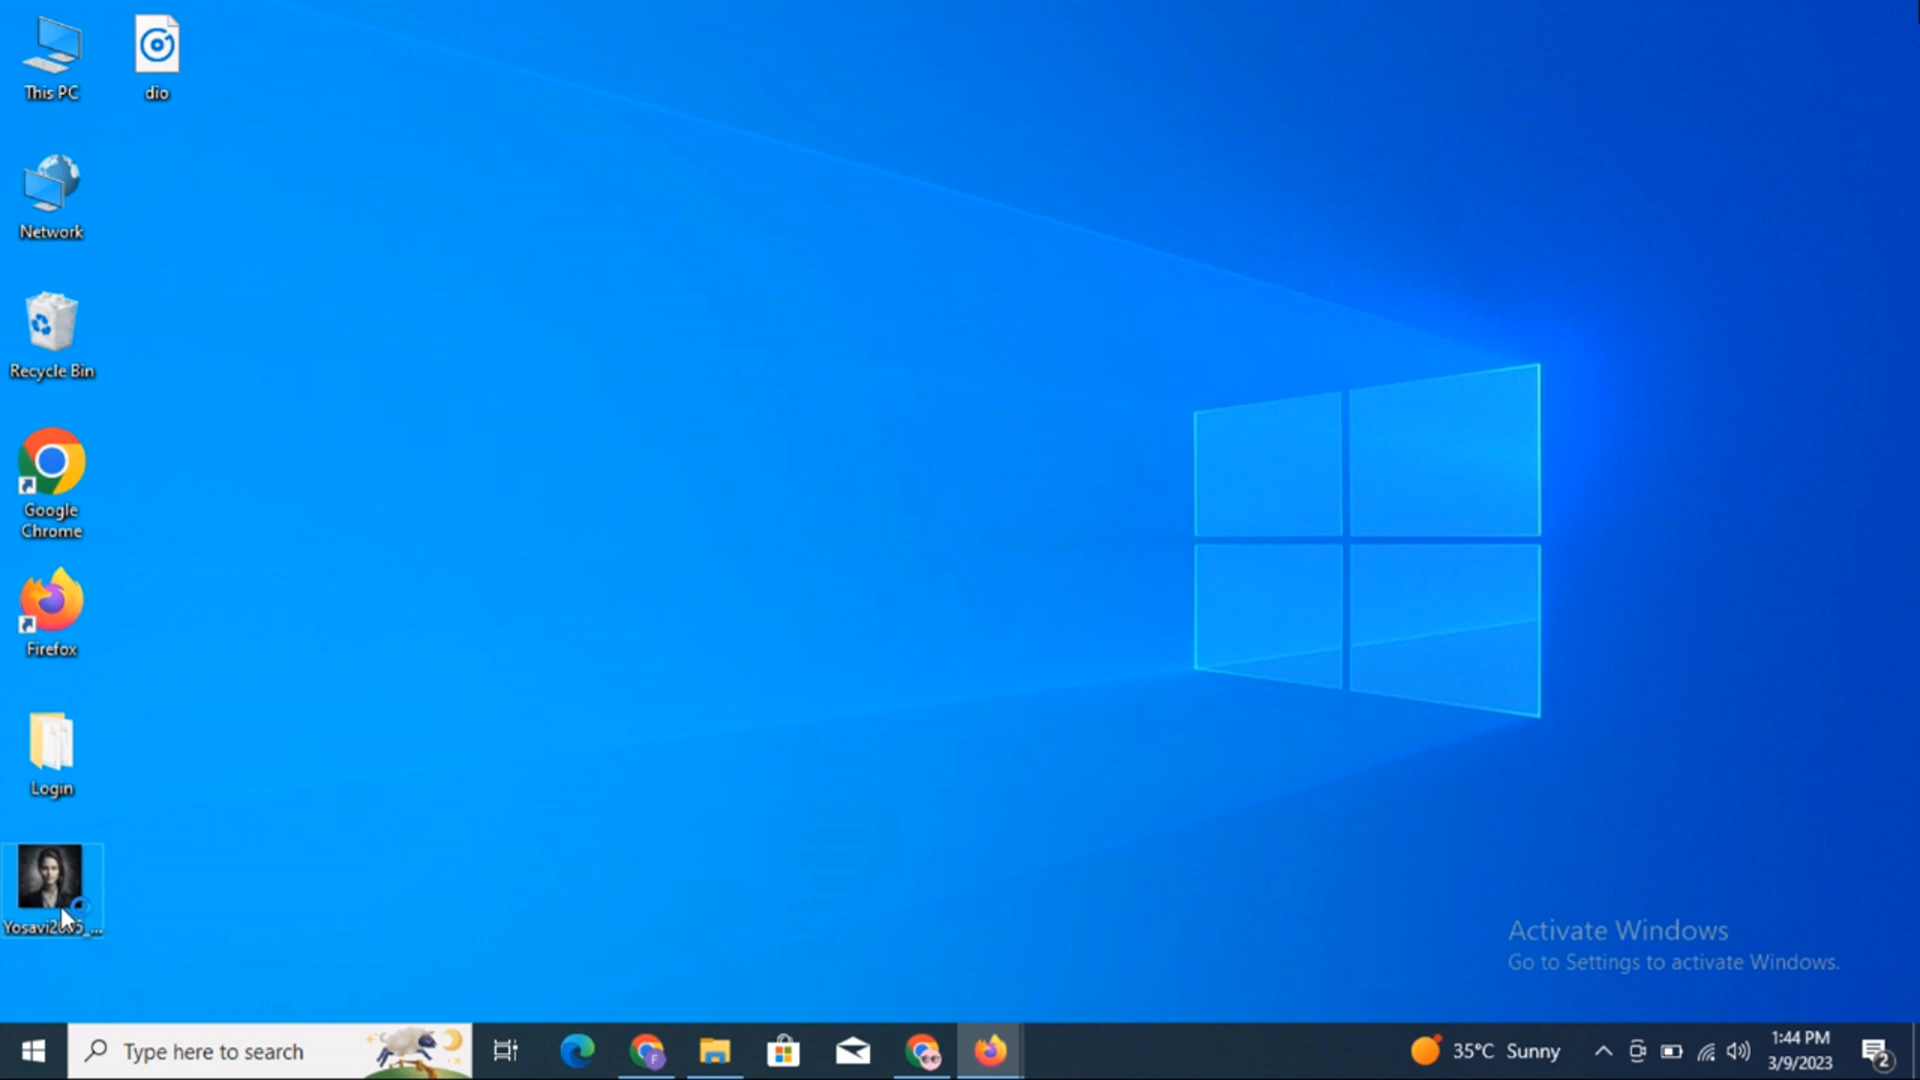 This PC
dio
Network
Recycle Bin
Google
Chrome
Firefox
Login
Activate Windows
Go to Settings to activate Windows.
Type here to search
F
35°C Sunny
1:44 PM
3/9/2023
2